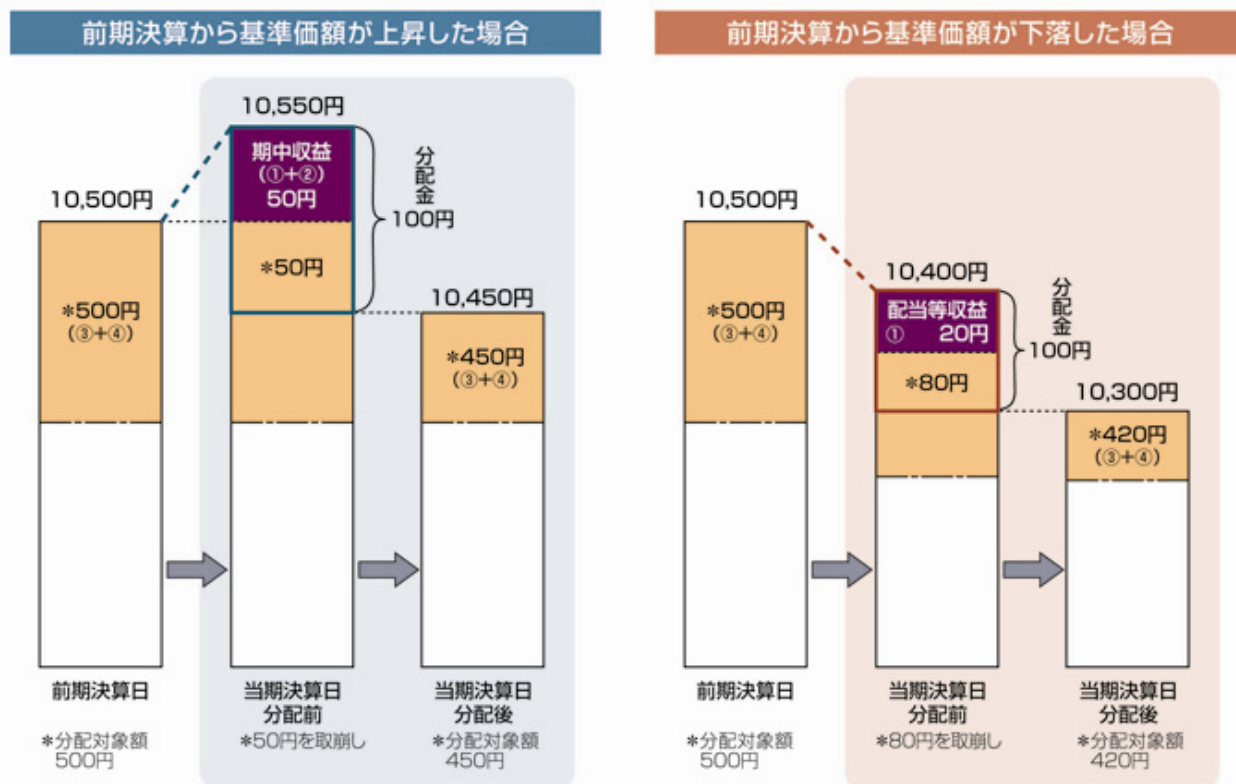 前期決算から基準価額が上昇した場合
10,550円
期中収益
(①+②)
50円
分配金
100円
10,500円
*500円
(③+④)
*50円
10,450円
*450円
(③+④)
前期決算日
当期決算日
分配前
当期決算日
分配後
*分配対象額
500円
*50円を取崩し
*分配対象額
450円
前期決算から基準価額が下落した場合
10,500円
*500円
(③+④)
10,400円
配当等収益
① 20円
分配金
100円
*80円
10,300円
*420円
(③+④)
前期決算日
当期決算日
分配前
当期決算日
分配後
*分配対象額
500円
*80円を取崩し
*分配対象額
420円